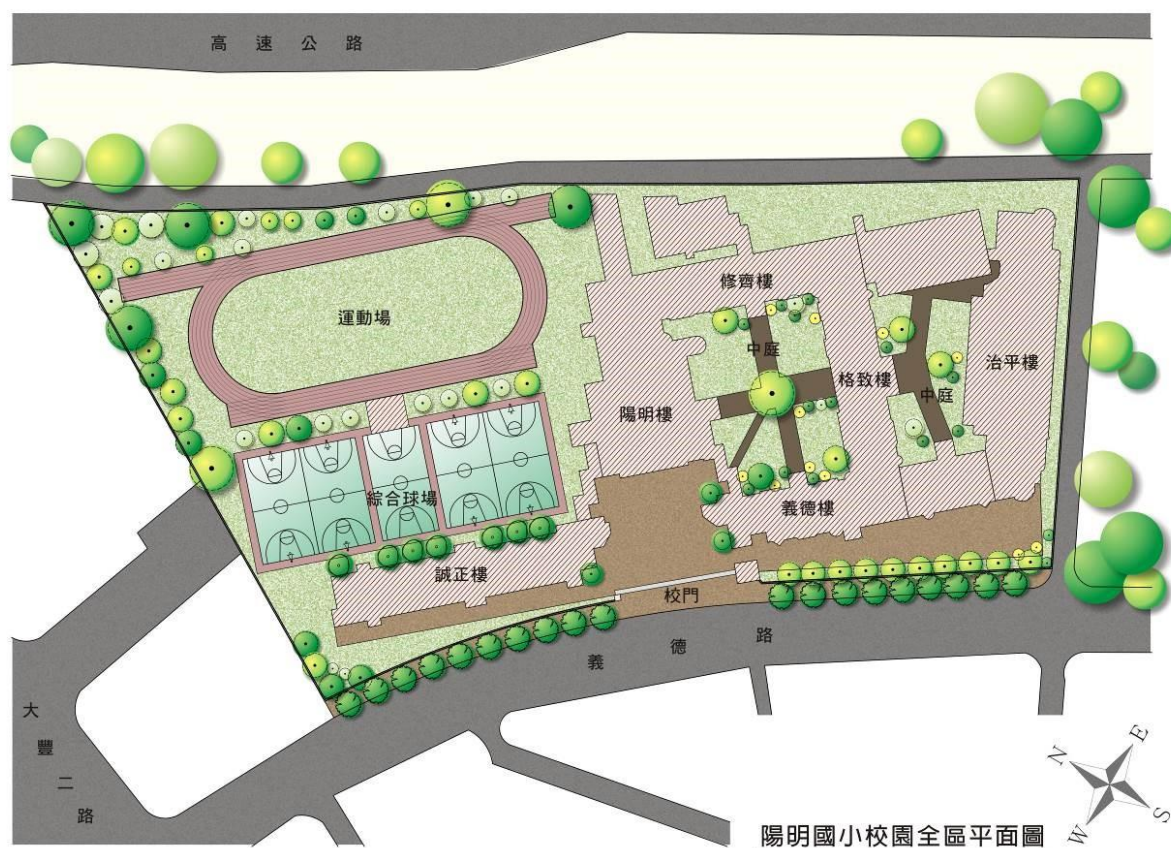 高速公路
運動場
修齊樓
中庭
格致樓
中庭
治平樓
陽明樓
綜合球場
義德樓
誠正樓
校門
義德路
大豐二路
N
E
W
S
陽明國小校園全區平面圖